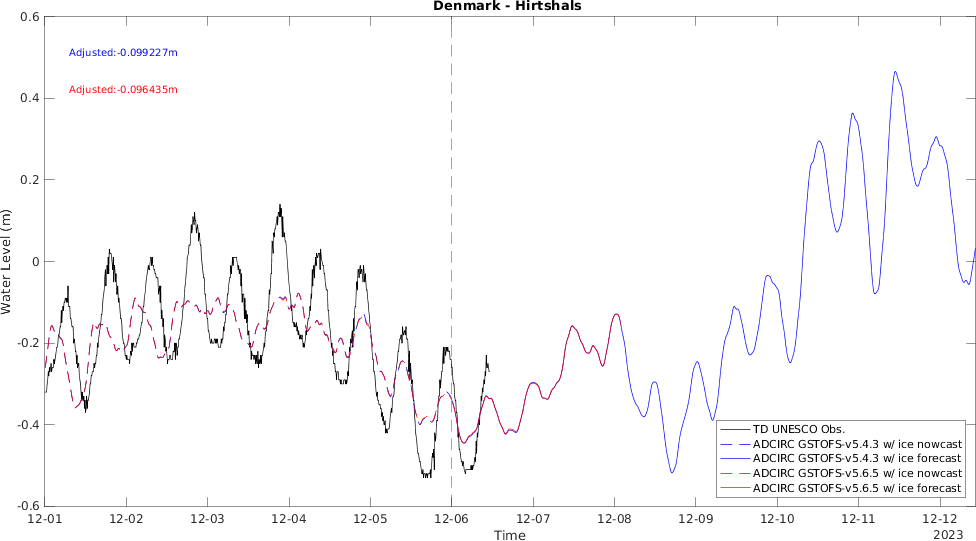 Denmark - Hirtshals
0.6
Adjusted:-0.099227m
Adjusted:-0.096435m
0.4
0.2
0
-0.2
-0.4
-0.6
Water Level (m)
TD UNESCO Obs.
ADCIRC GSTOFS-v5.4.3 w/ ice nowcast
ADCIRC GSTOFS-v5.4.3 w/ ice forecast
ADCIRC GSTOFS-v5.6.5 w/ ice nowcast
ADCIRC GSTOFS-v5.6.5 w/ ice forecast
12-01 12-02 12-03 12-04 12-05 12-06 12-07 12-08 12-09 12-10 12-11 12-12
Time
2023